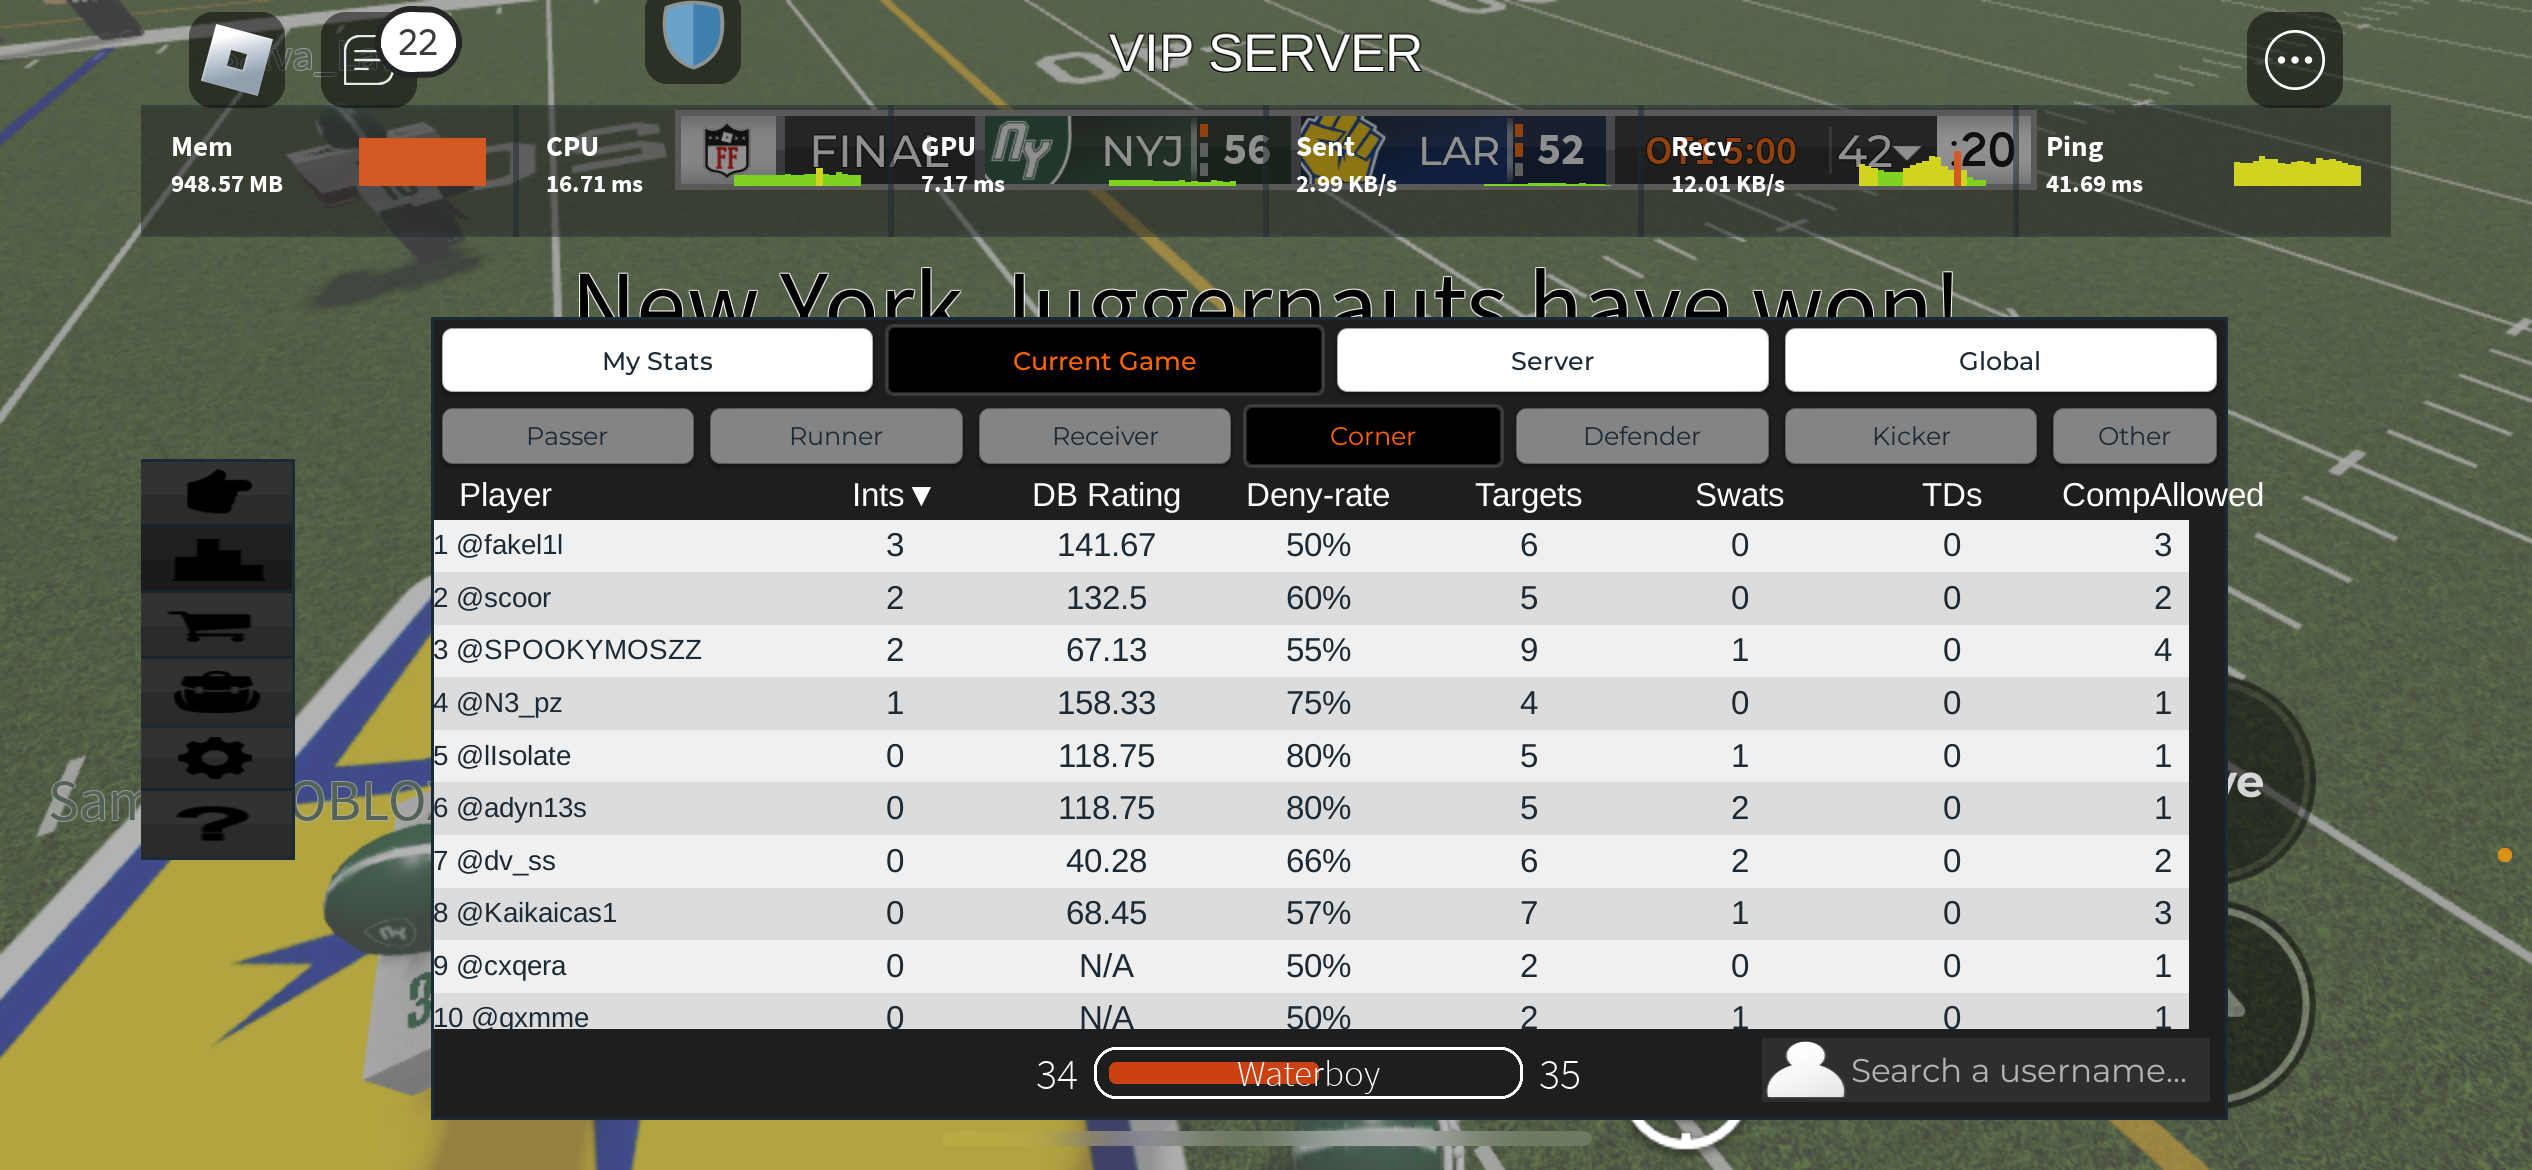 22
VIP SERVER
Mem
948.57 MB
CPU
16.71 ms
GPU
7.17 ms
Sent
2.99 KB/s
Recv
12.01 KB/s
Ping
41.69 ms
FF
FINAL
NY
NYJ
56
LAR
52
OT1 5:00
42
:20
New York Juggernauts have won!
My Stats
Current Game
Server
Global
Passer
Runner
Receiver
Corner
Defender
Kicker
Other
Player Ints▼ DB Rating Deny-rate Targets Swats TDs CompAllowed
1 @fakel1l 3 141.67 50% 6 0 0 3
2 @scoor 2 132.5 60% 5 0 0 2
3 @SPOOKYMOSZZ 2 67.13 55% 9 1 0 4
4 @N3_pz 1 158.33 75% 4 0 0 1
5 @lIsolate 0 118.75 80% 5 1 0 1
6 @adyn13s 0 118.75 80% 5 2 0 1
7 @dv_ss 0 40.28 66% 6 2 0 2
8 @Kaikaicas1 0 68.45 57% 7 1 0 3
9 @cxqera 0 N/A 50% 2 0 0 1
10 @gxmme 0 N/A 50% 2 1 0 1
34
Waterboy
35
Search a username...